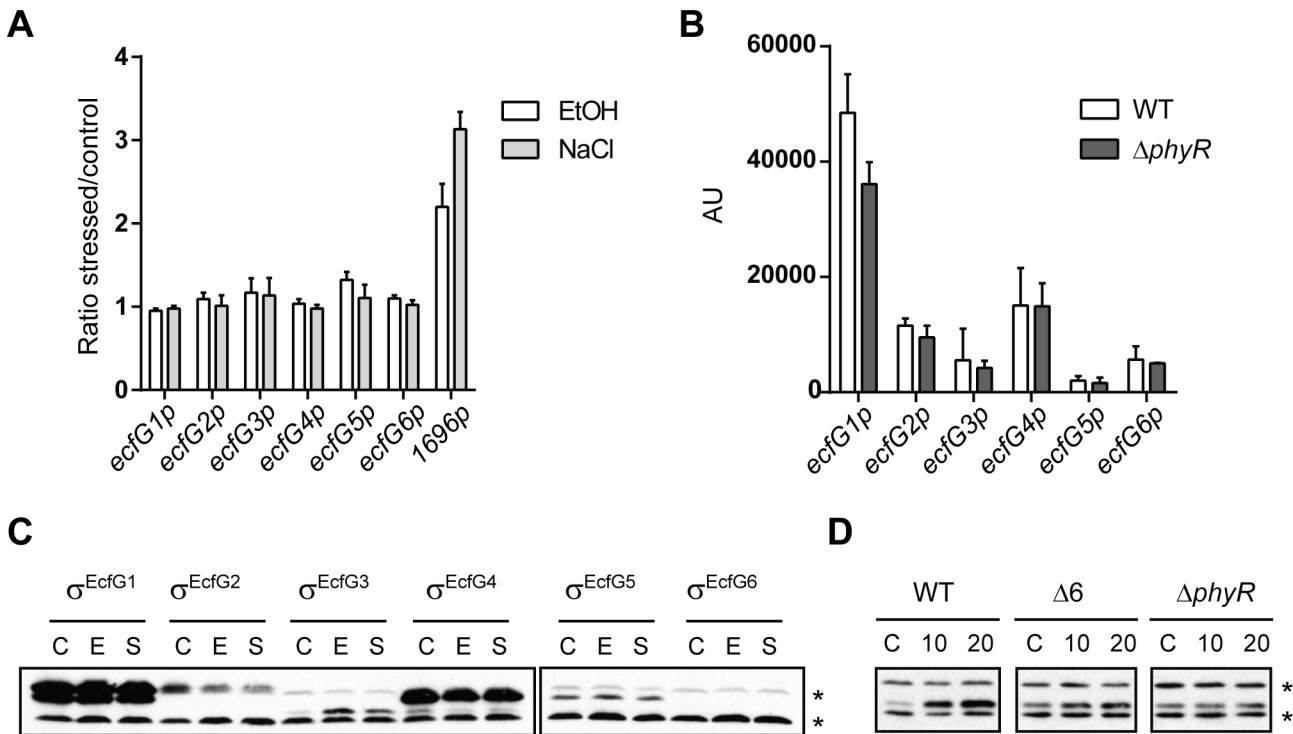 A
Ratio stressed/control
4
3
2
1
0
EtOH
NaCl
ecfG1p ecfG2p ecfG3p ecfG4p ecfG5p ecfG6p 1696p
B
AU
60000
40000
20000
0
WT
ΔphyR
ecfG1p ecfG2p ecfG3p ecfG4p ecfG5p ecfG6p
C
σEcfG1 σEcfG2 σEcfG3 σEcfG4 σEcfG5 σEcfG6
C E S C E S C E S C E S C E S C E S
*
*
D
WT Δ6 ΔphyR
C 10 20 C 10 20 C 10 20
*
*